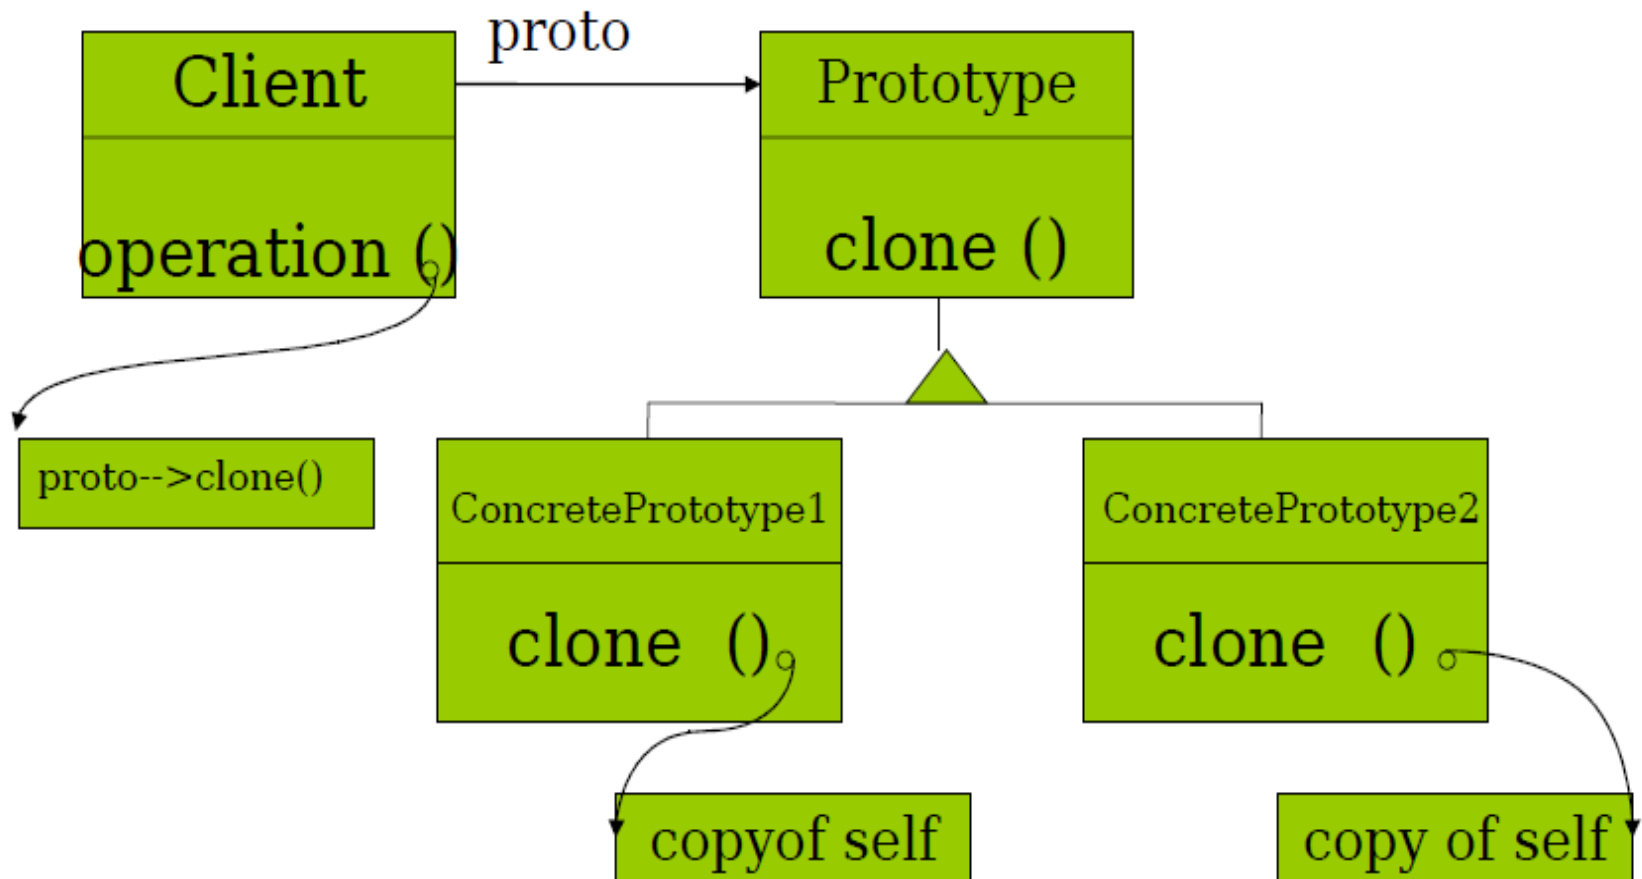 proto
Client
Prototype
operation ()
clone ()
proto-->clone()
ConcretePrototype1
ConcretePrototype2
clone ()
clone ()
copyof self
copy of self